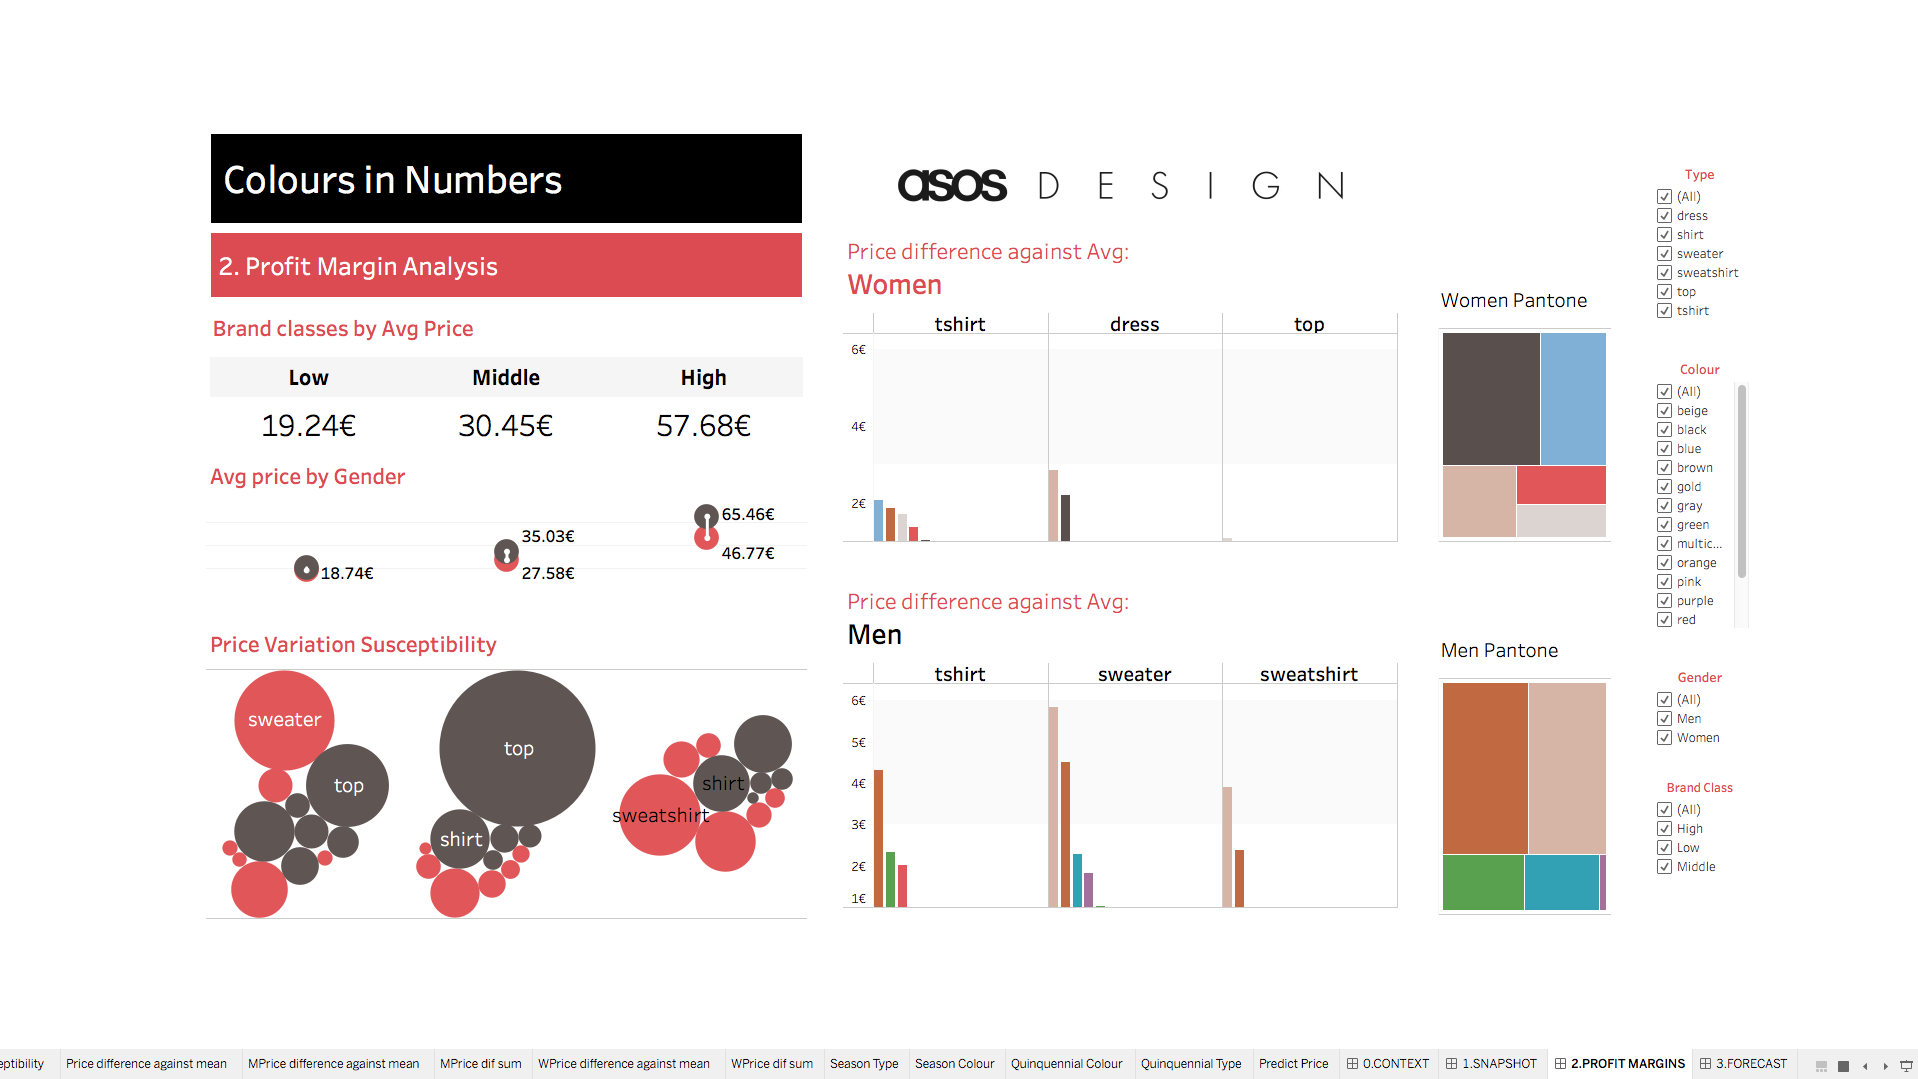 Colours in Numbers
2. Profit Margin Analysis
Brand classes by Avg Price
Low Middle High
19.24€ 30.45€ 57.68€
Avg price by Gender
65.46€
35.03€
46.77€
18.74€
27.58€
Price Variation Susceptibility
sweater
top
top
shirt
shirt
sweatshirt
asos DESIGN
Price difference against Avg:
Women
tshirt dress top
6€
4€
2€
Women Pantone
Price difference against Avg:
Men
tshirt sweater sweatshirt
6€
5€
4€
3€
2€
1€
Men Pantone
Type
(All)
dress
shirt
sweater
sweatshirt
top
tshirt
Colour
(All)
beige
black
blue
brown
gold
gray
green
multic...
orange
pink
purple
red
Gender
(All)
Men
Women
Brand Class
(All)
High
Low
Middle
eptibility Price difference against mean MPrice difference against mean MPrice dif sum WPrice difference against mean WPrice dif sum Season Type Season Colour Quinquennial Colour Quinquennial Type Predict Price 0.CONTEXT 1.SNAPSHOT 2.PROFIT MARGINS 3.FORECAST